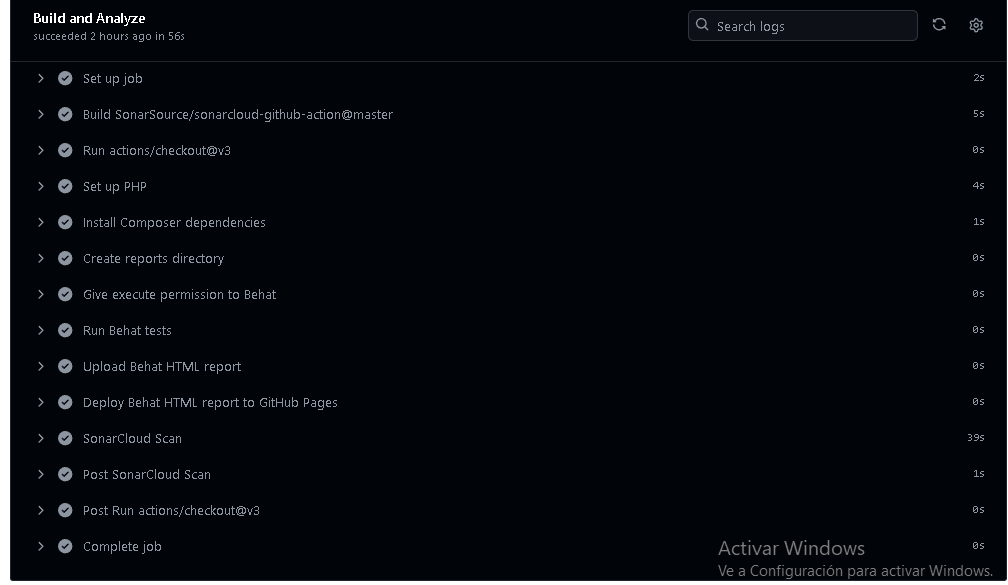 Build and Analyze
succeeded 2 hours ago in 56s
Search logs
Set up job 2s
Build SonarSource/sonarcloud-github-action@master 5s
Run actions/checkout@v3 0s
Set up PHP 4s
Install Composer dependencies 1s
Create reports directory 0s
Give execute permission to Behat 0s
Run Behat tests 0s
Upload Behat HTML report 0s
Deploy Behat HTML report to GitHub Pages 0s
SonarCloud Scan 39s
Post SonarCloud Scan 1s
Post Run actions/checkout@v3 0s
Complete job 0s
Activar Windows
Ve a Configuración para activar Windows.